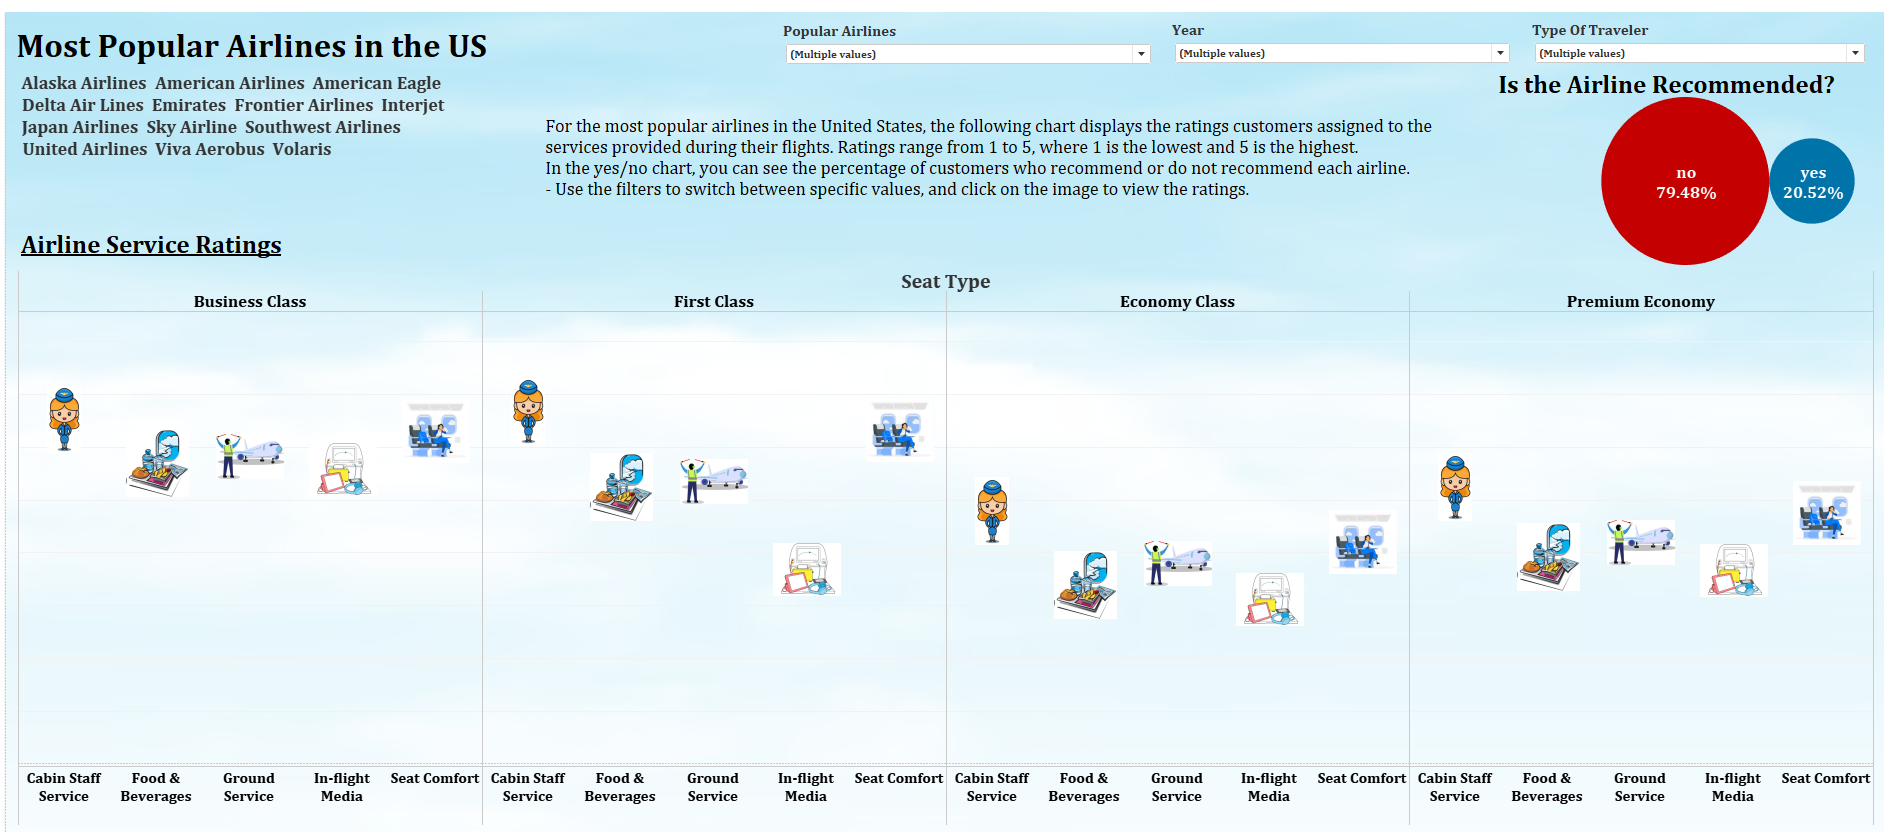 Most Popular Airlines in the US
Alaska Airlines American Airlines American Eagle
Delta Air Lines Emirates Frontier Airlines Interjet
Japan Airlines Sky Airline Southwest Airlines
United Airlines Viva Aerobus Volaris
Popular Airlines
(Multiple values)
Year
(Multiple values)
Type Of Traveler
(Multiple values)
For the most popular airlines in the United States, the following chart displays the ratings customers assigned to the
services provided during their flights. Ratings range from 1 to 5, where 1 is the lowest and 5 is the highest.
In the yes/no chart, you can see the percentage of customers who recommend or do not recommend each airline.
- Use the filters to switch between specific values, and click on the image to view the ratings.
Is the Airline Recommended?
no
79.48%
yes
20.52%
Airline Service Ratings
Seat Type
Business Class
First Class
Economy Class
Premium Economy
Cabin Staff
Service
Food &
Beverages
Ground
Service
In-flight
Media
Seat Comfort
Cabin Staff
Service
Food &
Beverages
Ground
Service
In-flight
Media
Seat Comfort
Cabin Staff
Service
Food &
Beverages
Ground
Service
In-flight
Media
Seat Comfort
Cabin Staff
Service
Food &
Beverages
Ground
Service
In-flight
Media
Seat Comfort